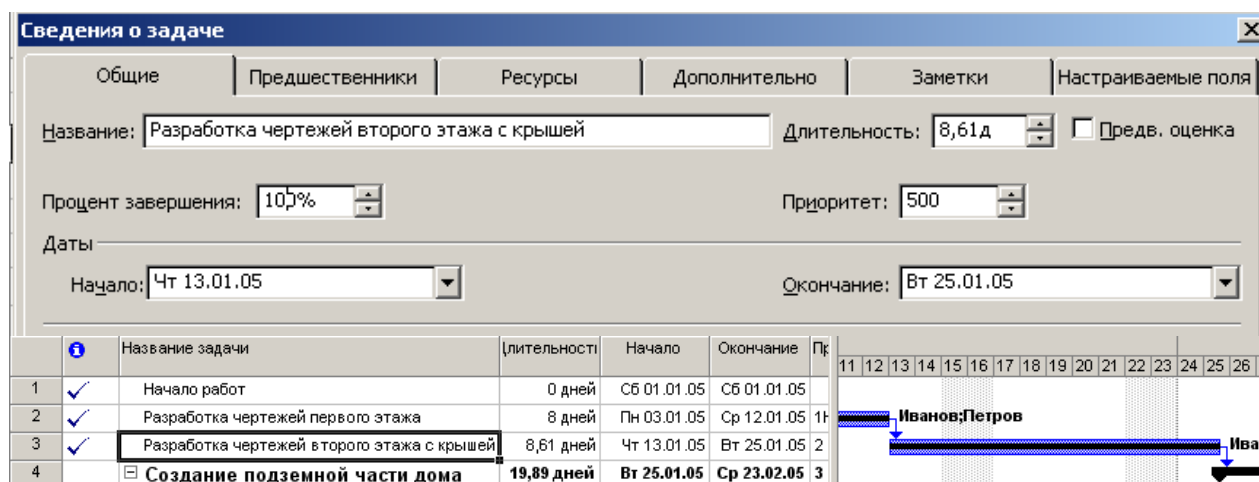 Сведения о задаче
Общие Предшественники Ресурсы Дополнительно Заметки Настраиваемые поля
Название: Разработка чертежей второго этажа с крышей Длительность: 8,61д Предв. оценка
Процент завершения: 100% Приоритет: 500
Даты
Начало: Чт 13.01.05 Окончание: Вт 25.01.05
Название задачи Длительность Начало Окончание Пр 11 12 13 14 15 16 17 18 19 20 21 22 23 24 25 26
1 Начало работ 0 дней Сб 01.01.05 Сб 01.01.05
2 Разработка чертежей первого этажа 8 дней Пн 03.01.05 Ср 12.01.05 1Н Иванов;Петров
3 Разработка чертежей второго этажа с крышей 8,61 дней Чт 13.01.05 Вт 25.01.05 2 Ива
4 Создание подземной части дома 19,89 дней Вт 25.01.05 Ср 23.02.05 3